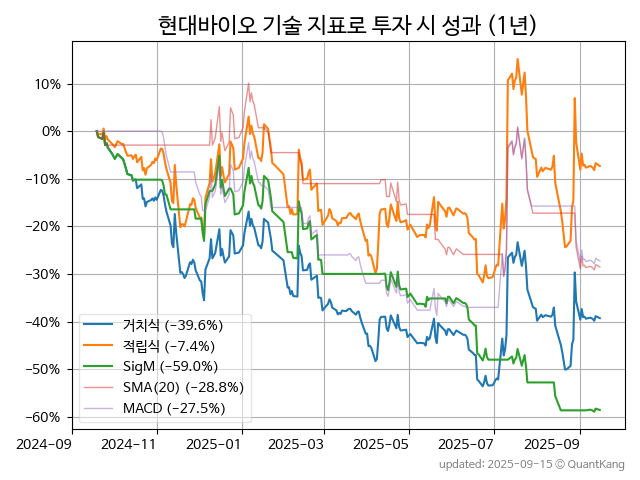 현대바이오 기술 지표로 투자 시 성과 (1년)
10%
0%
−10%
−20%
−30%
−40%
−50%
−60%
거치식 (−39.6%)
적립식 (−7.4%)
SigM (−59.0%)
SMA(20) (−28.8%)
MACD (−27.5%)
2024-09 2024-11 2025-01 2025-03 2025-05 2025-07 2025-09
updated: 2025-09-15 © QuantKang